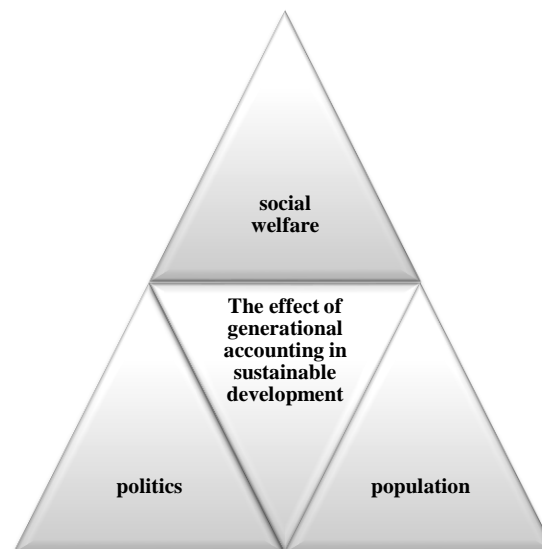 social
welfare
The effect of
generational
accounting in
sustainable
development
politics
population